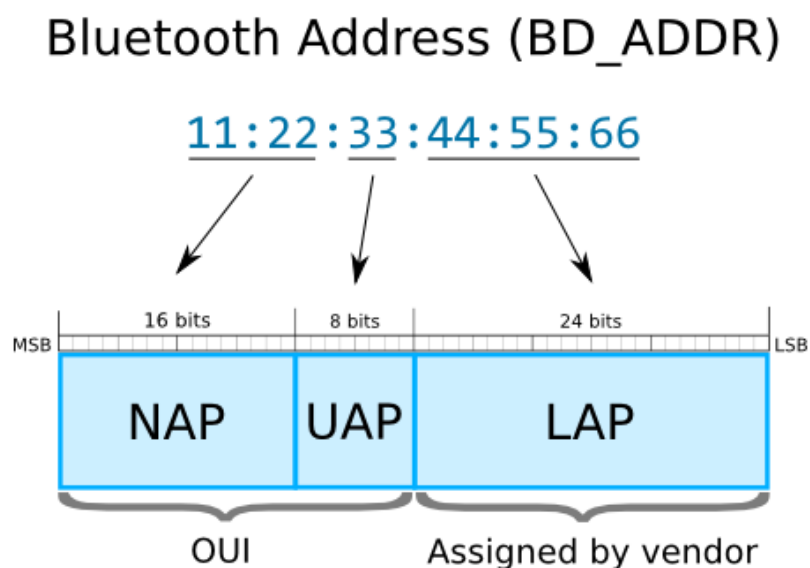 Bluetooth Address (BD_ADDR)
11:22:33:44:55:66
16 bits 8 bits 24 bits
MSB LSB
NAP UAP LAP
OUI Assigned by vendor